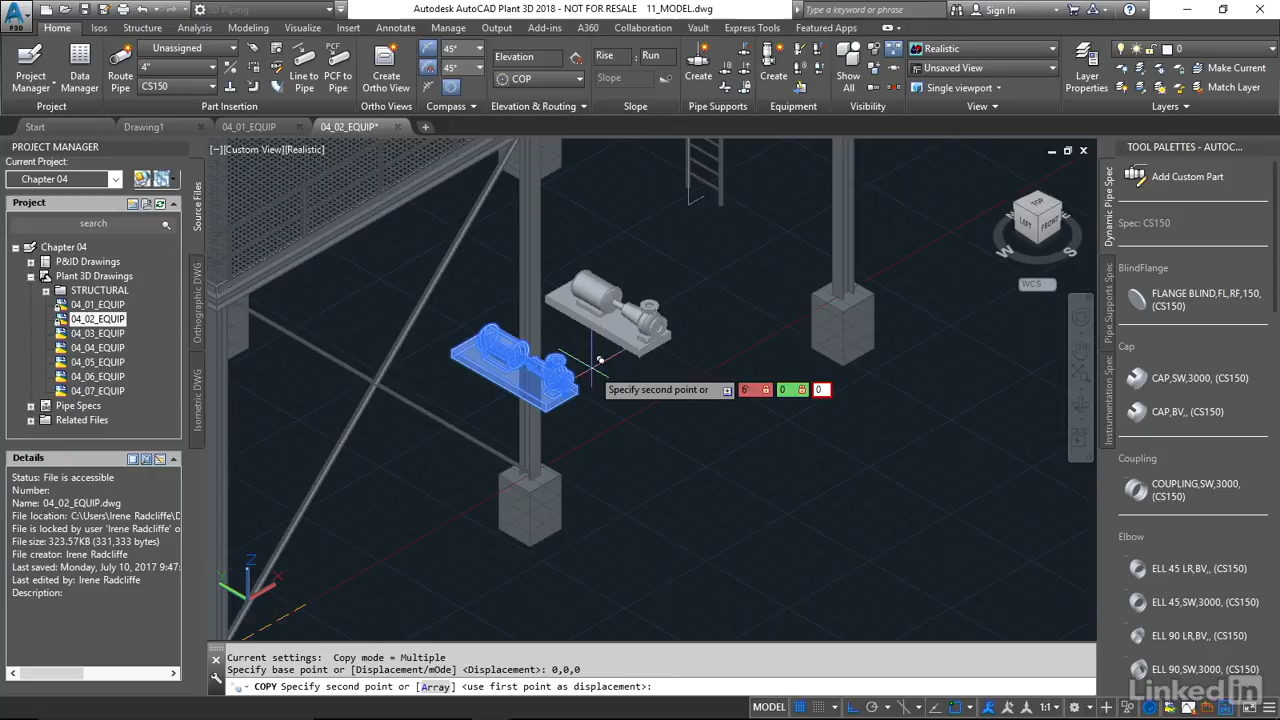 3D Piping
Autodesk AutoCAD Plant 3D 2018 - NOT FOR RESALE 11_MODEL.dwg
Type a keyword or phrase
Sign In
P3D
Home Isos Structure Analysis Modeling Visualize Insert Annotate Manage Output Add-ins A360 Collaboration Vault Express Tools Featured Apps
Project
Manager
Data
Manager
Project
Route
Pipe
Unassigned
4"
CS150
Line to
Pipe
PCF to
Pipe
Part Insertion
Create
Ortho View
Ortho Views
45°
45°
Compass
Elevation
COP
Elevation & Routing
Rise : Run
Slope
Slope
Create
Pipe Supports
Create
Equipment
Show
All
Visibility
Realistic
Unsaved View
Single viewport
View
Layer
Properties
0
Make Current
Match Layer
Layers
Start Drawing1 04_01_EQUIP 04_02_EQUIP*
PROJECT MANAGER
Current Project:
Chapter 04
Project
search
Chapter 04
P&ID Drawings
Plant 3D Drawings
STRUCTURAL
04_01_EQUIP
04_02_EQUIP
04_03_EQUIP
04_04_EQUIP
04_05_EQUIP
04_06_EQUIP
04_07_EQUIP
Pipe Specs
Related Files
Source Files
Orthographic DWG
Isometric DWG
Details
Status: File is accessible
Number:
Name: 04_02_EQUIP.dwg
File location: C:\Users\Irene Radcliffe\D
File is locked by user 'Irene Radcliffe' o
File size: 323.57KB (331,333 bytes)
File creator: Irene Radcliffe
Last saved: Monday, July 10, 2017 9:47:
Last edited by: Irene Radcliffe
Description:
[−][Custom View][Realistic]
TOP
LEFT
FRONT
W
S
WCS
Specify second point or
6'
0
0
Z
X
Y
Current settings: Copy mode = Multiple
Specify base point or [Displacement/mOde] <Displacement>: 0,0,0
COPY Specify second point or [Array] <use first point as displacement>:
TOOL PALETTES - AUTOC...
Dynamic Pipe Spec
Pipe Supports Spec
Instrumentation Spec
Add Custom Part
Spec: CS150
BlindFlange
FLANGE BLIND,FL,RF,150,
(CS150)
Cap
CAP,SW,3000, (CS150)
CAP,BV,, (CS150)
Coupling
COUPLING,SW,3000,
(CS150)
Elbow
ELL 45 LR,BV,, (CS150)
ELL 45,SW,3000, (CS150)
ELL 90 LR,BV,, (CS150)
ELL 90,SW,3000, (CS150)
LinkedIn
MODEL
1:1